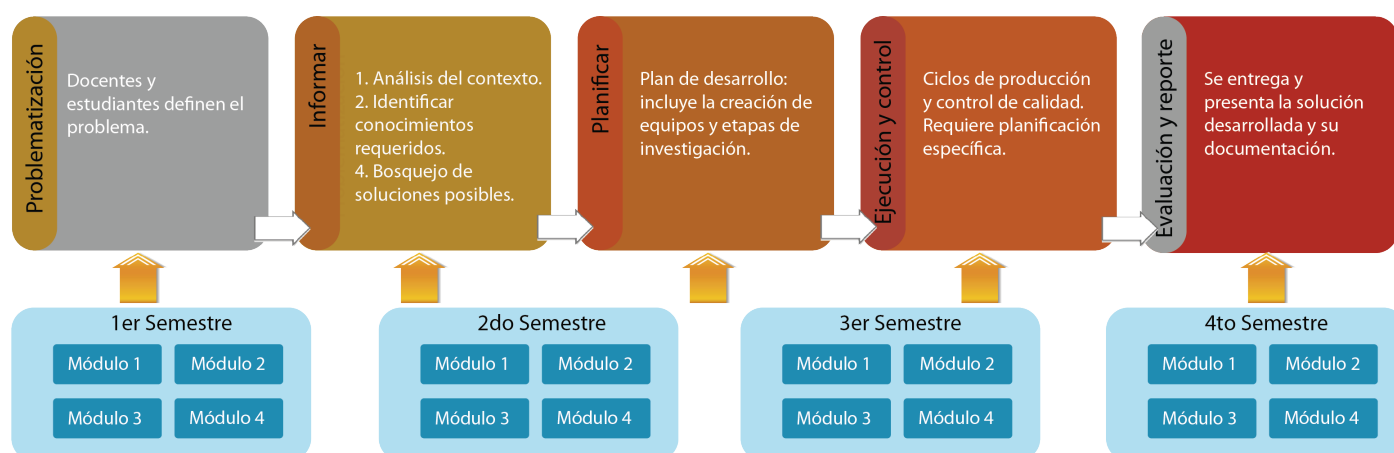 Problematización
Docentes y
estudiantes definen el
problema.
Informar
1. Análisis del contexto.
2. Identificar
conocimientos
requeridos.
4. Bosquejo de
soluciones posibles.
Planificar
Plan de desarrollo:
incluye la creación de
equipos y etapas de
investigación.
Ejecución y control
Ciclos de producción
y control de calidad.
Requiere planificación
específica.
Evaluación y reporte
Se entrega y
presenta la solución
desarrollada y su
documentación.
1er Semestre
Módulo 1
Módulo 2
Módulo 3
Módulo 4
2do Semestre
Módulo 1
Módulo 2
Módulo 3
Módulo 4
3er Semestre
Módulo 1
Módulo 2
Módulo 3
Módulo 4
4to Semestre
Módulo 1
Módulo 2
Módulo 3
Módulo 4